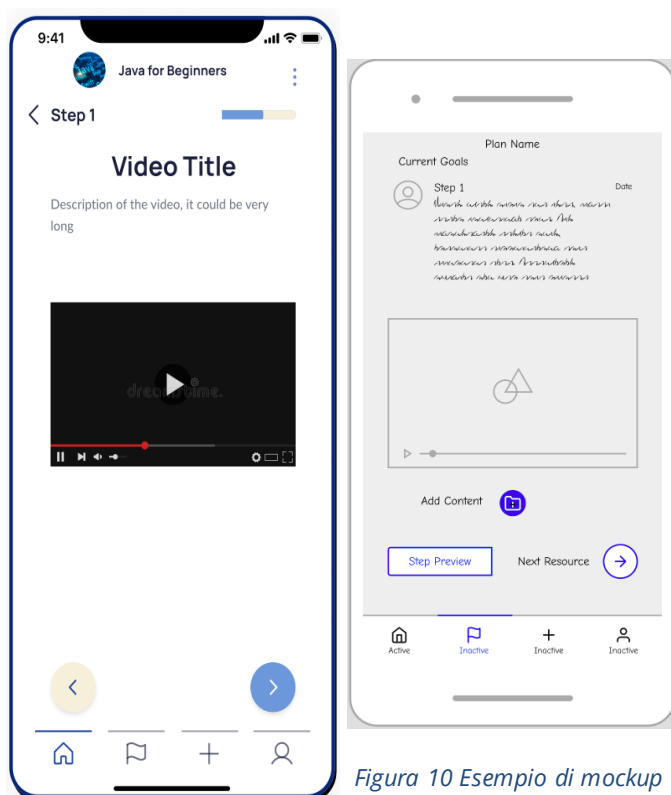 9:41
Java for Beginners
Step 1
Video Title
Description of the video, it could be very
long
dreamstime.
Plan Name
Current Goals
Step 1
Date
Add Content
Step Preview
Next Resource
Active
Inactive
Inactive
Inactive
Figura 10 Esempio di mockup